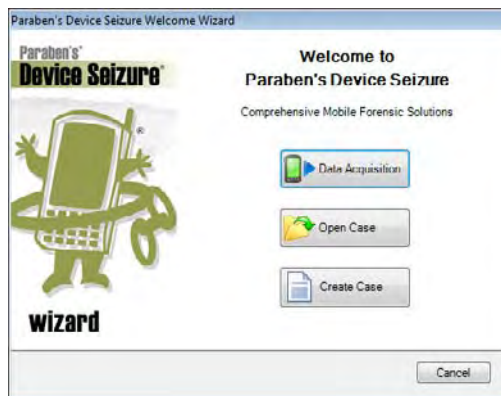 Paraben's Device Seizure Welcome Wizard
Paraben's®
Device Seizure®
Welcome to
Paraben's Device Seizure
Comprehensive Mobile Forensic Solutions
®
Data Acquisition
Open Case
Create Case
wizard
Cancel